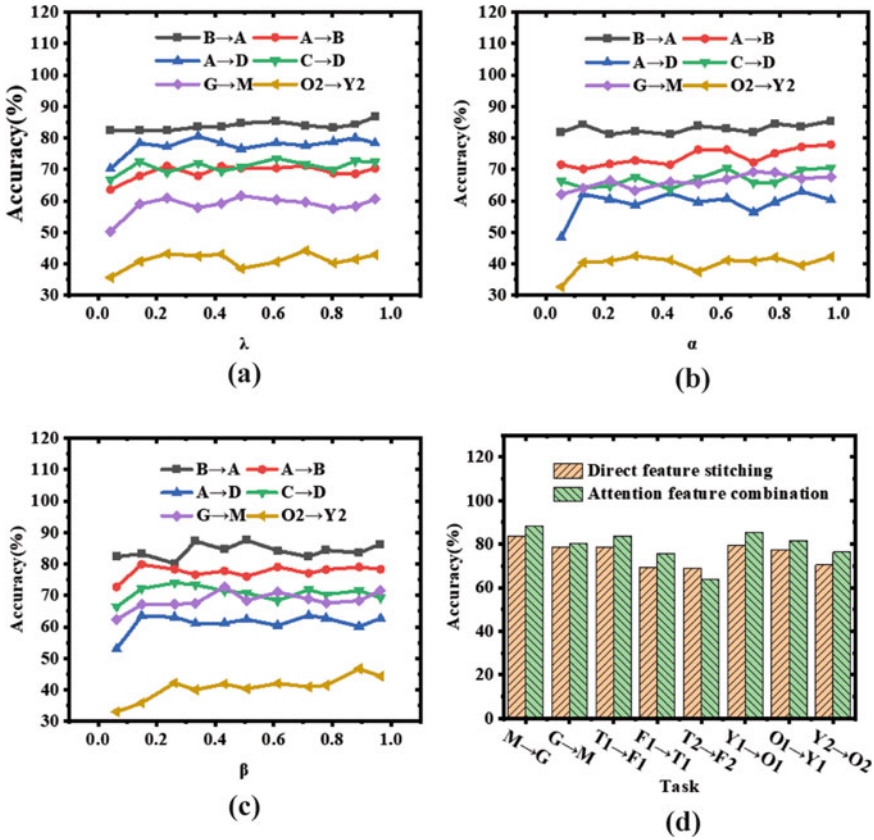 120
110
100
90
80
70
60
50
40
30
Accuracy(%)
B→A A→B
A→D C→D
G→M O2→Y2
0.0 0.2 0.4 0.6 0.8 1.0
λ
(a)
120
110
100
90
80
70
60
50
40
30
Accuracy(%)
B→A A→B
A→D C→D
G→M O2→Y2
0.0 0.2 0.4 0.6 0.8 1.0
α
(b)
120
110
100
90
80
70
60
50
40
30
Accuracy(%)
B→A A→B
A→D C→D
G→M O2→Y2
0.0 0.2 0.4 0.6 0.8 1.0
β
(c)
120
100
80
60
40
20
0
Accuracy(%)
Direct feature stitching
Attention feature combination
M→G G→M T1→F1 F1→T1 T2→F2 Y1→O1 O1→Y1 Y2→O2
Task
(d)